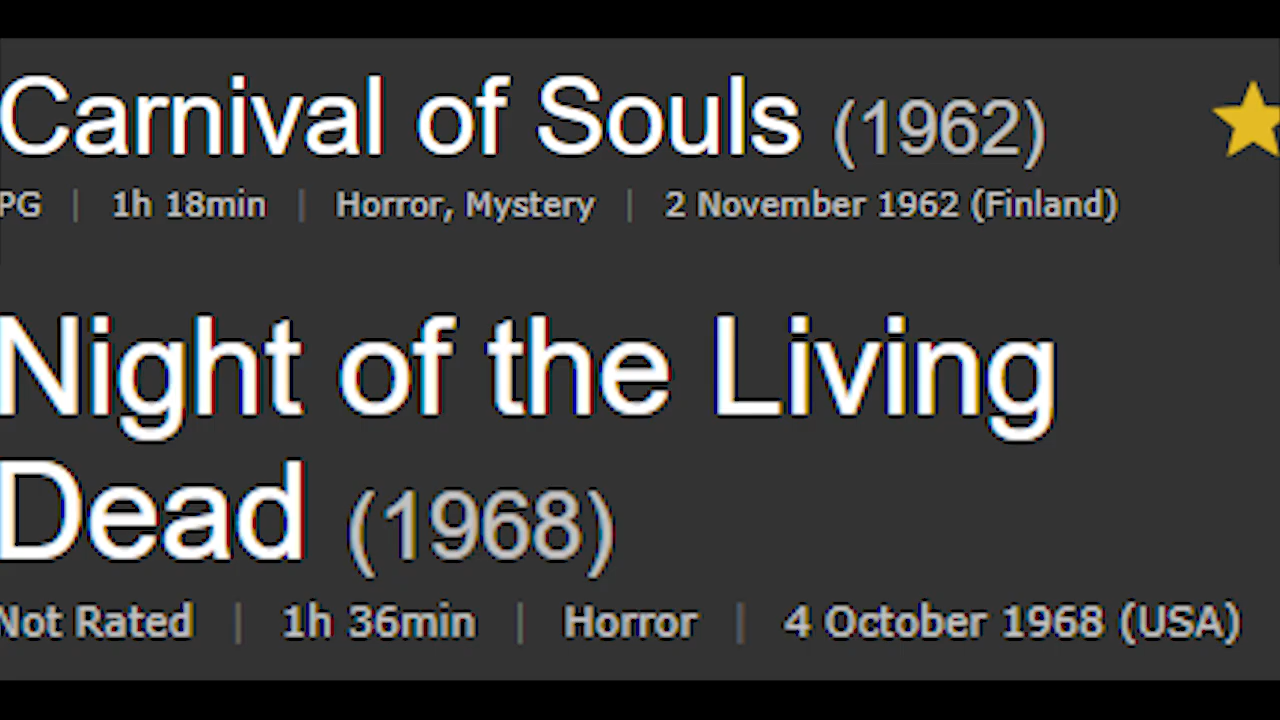 Carnival of Souls (1962)
PG | 1h 18min | Horror, Mystery | 2 November 1962 (Finland)
Night of the Living
Dead (1968)
Not Rated | 1h 36min | Horror | 4 October 1968 (USA)